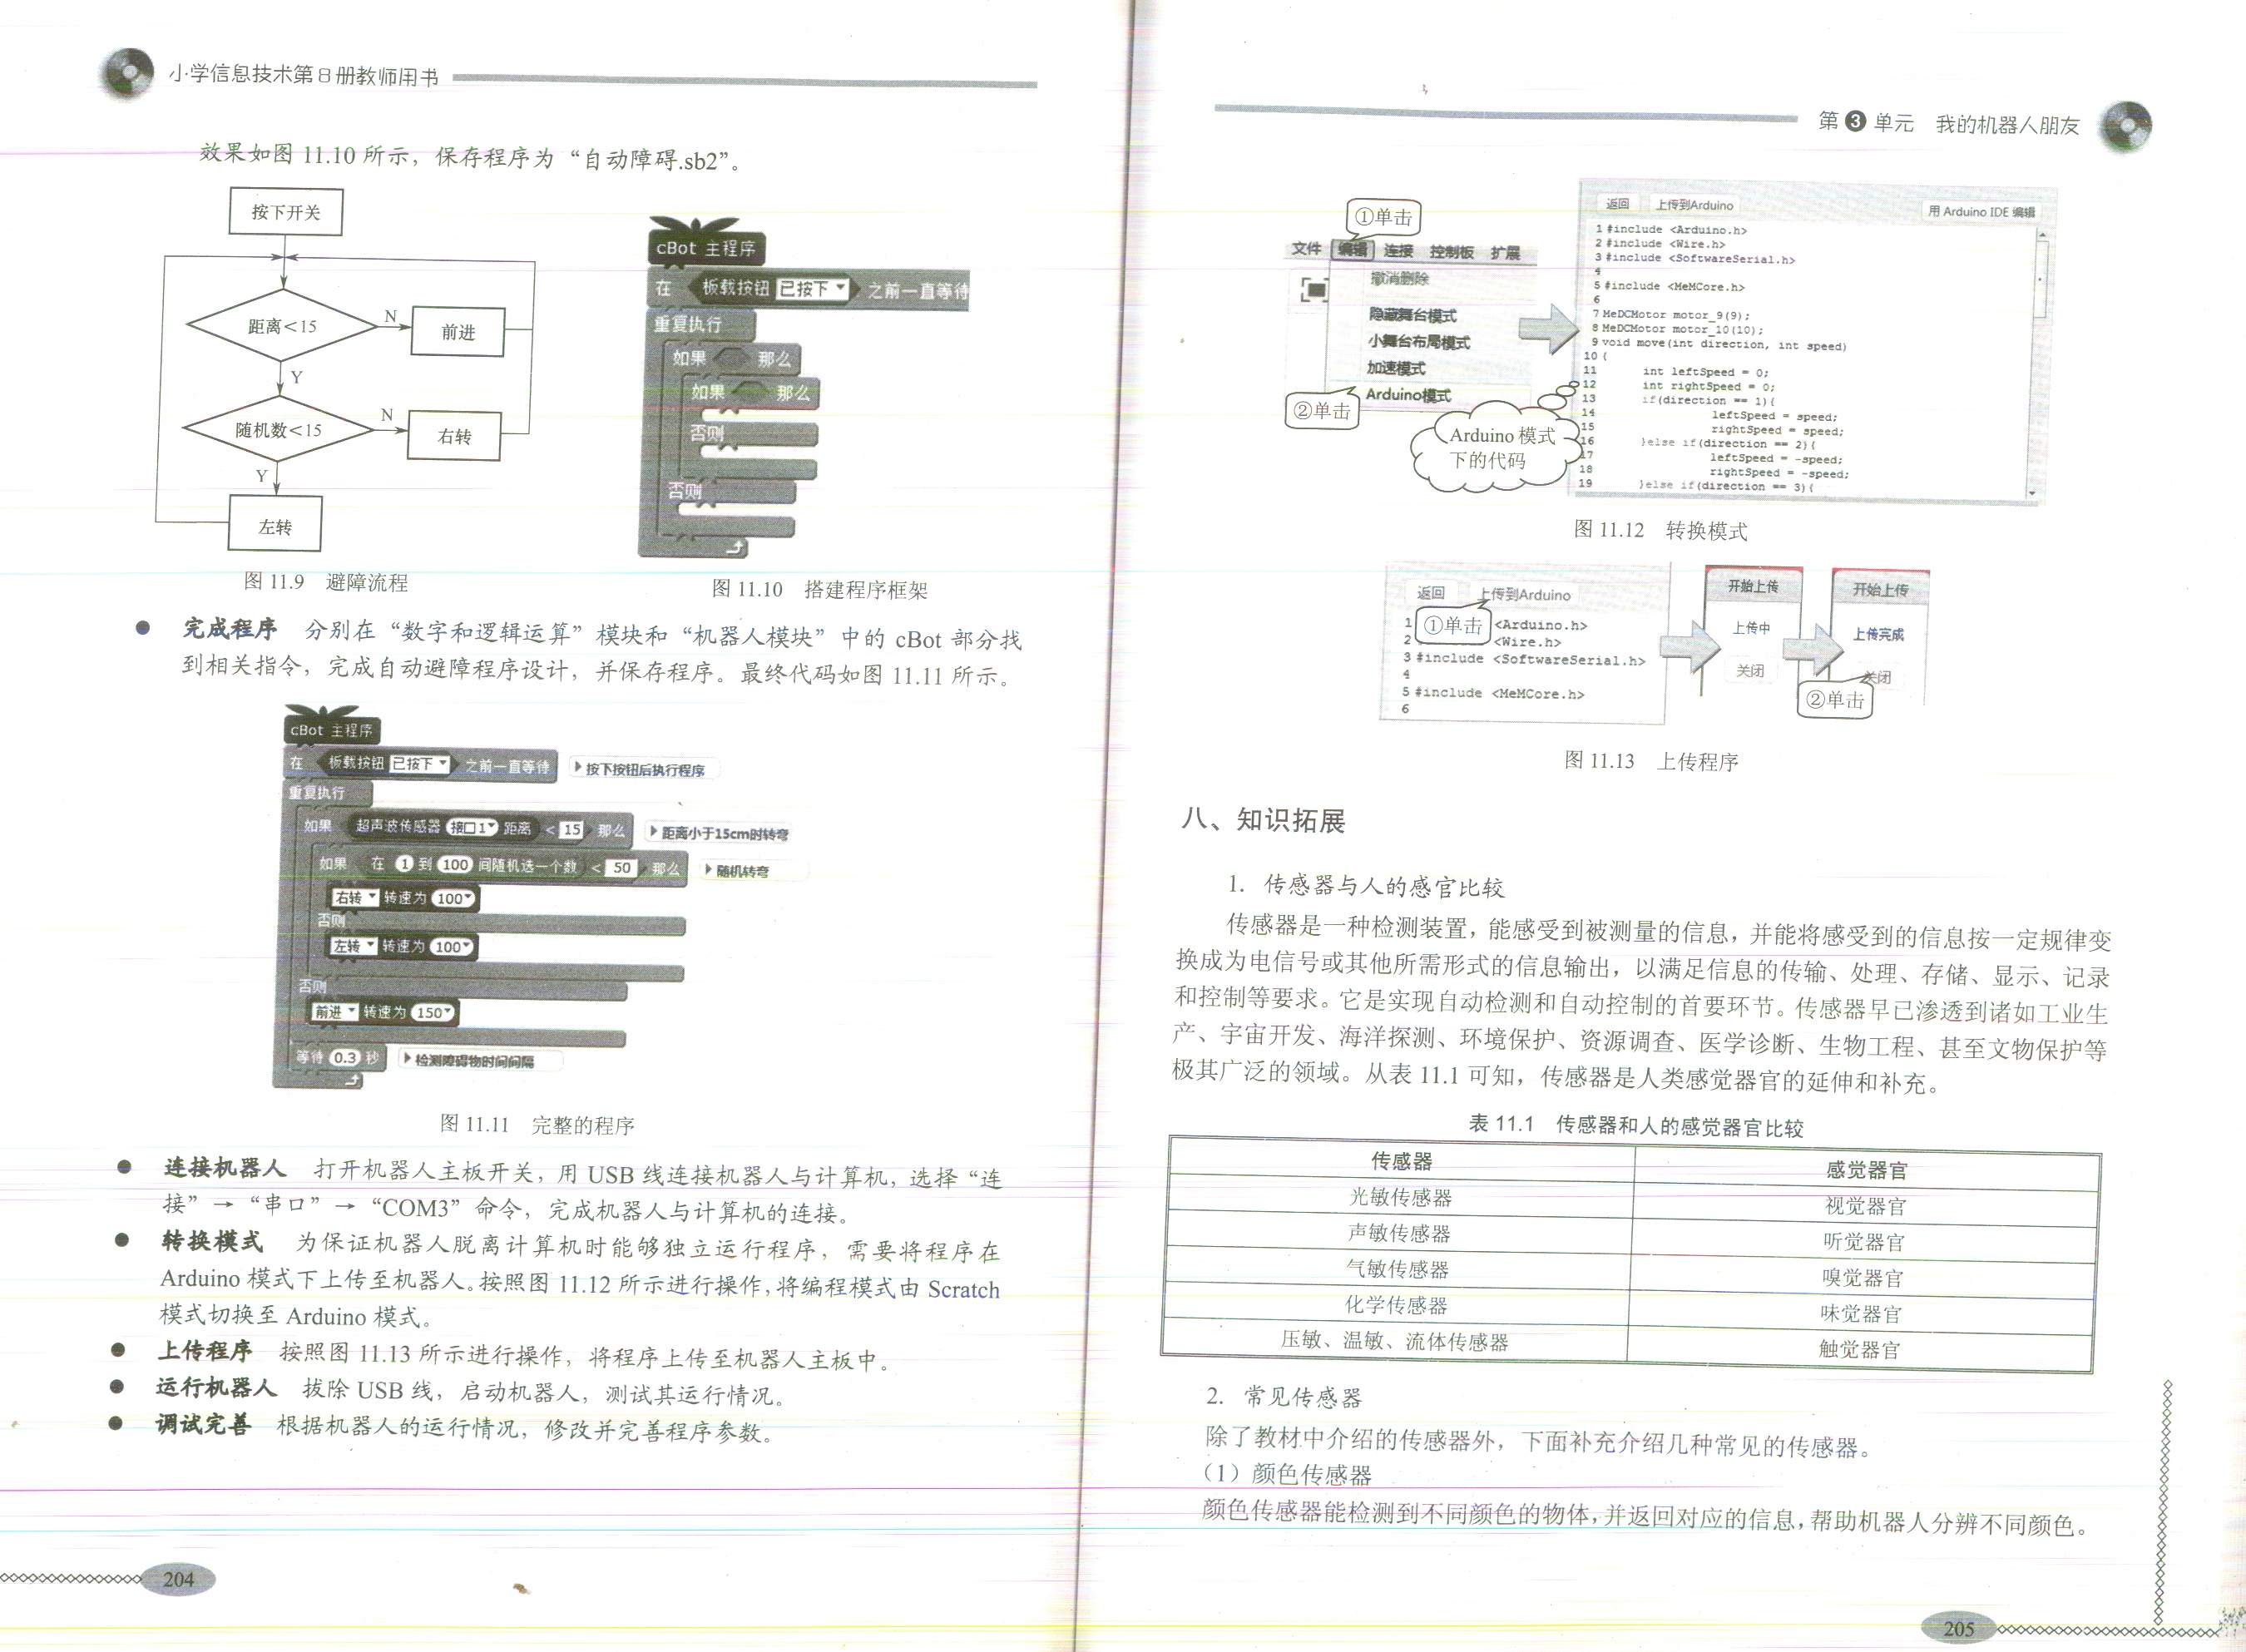 小学信息技术第8册教师用书
效果如图 11.10 所示，保存程序为“自动障碍.sb2”。
按下开关
距离<15
N
前进
Y
随机数<15
N
右转
Y
左转
图 11.9 避障流程
cBot 主程序
在 板载按钮 已按下 之前一直等待
重复执行
如果 那么
如果 那么
否则
否则
图 11.10 搭建程序框架
● 完成程序 分别在“数字和逻辑运算”模块和“机器人模块”中的 cBot 部分找
到相关指令，完成自动避障程序设计，并保存程序。最终代码如图 11.11 所示。
cBot 主程序
在 板载按钮 已按下 之前一直等待 按下按钮后执行程序
重复执行
如果 超声波传感器 接口1 距离 < 15 那么 距离小于15cm时转弯
如果 在 1 到 100 间随机选一个数 < 50 那么 随机转弯
右转 转速为 100
否则
左转 转速为 100
否则
前进 转速为 150
等待 0.3 秒 检测障碍物时间间隔
图 11.11 完整的程序
● 连接机器人 打开机器人主板开关，用 USB 线连接机器人与计算机，选择“连
接”→“串口”→“COM3”命令，完成机器人与计算机的连接。
● 转换模式 为保证机器人脱离计算机时能够独立运行程序，需要将程序在
Arduino 模式下上传至机器人。按照图 11.12 所示进行操作，将编程模式由 Scratch
模式切换至 Arduino 模式。
● 上传程序 按照图 11.13 所示进行操作，将程序上传至机器人主板中。
● 运行机器人 拔除 USB 线，启动机器人，测试其运行情况。
● 调试完善 根据机器人的运行情况，修改并完善程序参数。
204
第3单元 我的机器人朋友
①单击
文件 编辑 连接 控制板 扩展
撤消删除
隐藏舞台模式
小舞台布局模式
加速模式
Arduino模式
②单击
Arduino 模式
下的代码
返回 上传到Arduino 用 Arduino IDE 编辑
1 #include <Arduino.h>
2 #include <Wire.h>
3 #include <SoftwareSerial.h>
4
5 #include <MeMCore.h>
6
7 MeDCMotor motor_9(9);
8 MeDCMotor motor_10(10);
9 void move(int direction, int speed)
10 {
11 int leftSpeed = 0;
12 int rightSpeed = 0;
13 if(direction == 1){
14 leftSpeed = speed;
15 rightSpeed = speed;
16 }else if(direction == 2){
17 leftSpeed = -speed;
18 rightSpeed = -speed;
19 }else if(direction == 3){
图 11.12 转换模式
返回 上传到Arduino
①单击
1 <Arduino.h>
2 <Wire.h>
3 #include <SoftwareSerial.h>
4
5 #include <MeMCore.h>
6
开始上传
上传中
关闭
开始上传
上传完成
关闭
②单击
图 11.13 上传程序
八、知识拓展
1. 传感器与人的感官比较
传感器是一种检测装置，能感受到被测量的信息，并能将感受到的信息按一定规律变
换成为电信号或其他所需形式的信息输出，以满足信息的传输、处理、存储、显示、记录
和控制等要求。它是实现自动检测和自动控制的首要环节。传感器早已渗透到诸如工业生
产、宇宙开发、海洋探测、环境保护、资源调查、医学诊断、生物工程、甚至文物保护等
极其广泛的领域。从表 11.1 可知，传感器是人类感觉器官的延伸和补充。
表 11.1 传感器和人的感觉器官比较
传感器 感觉器官
光敏传感器 视觉器官
声敏传感器 听觉器官
气敏传感器 嗅觉器官
化学传感器 味觉器官
压敏、温敏、流体传感器 触觉器官
2. 常见传感器
除了教材中介绍的传感器外，下面补充介绍几种常见的传感器。
（1）颜色传感器
颜色传感器能检测到不同颜色的物体，并返回对应的信息，帮助机器人分辨不同颜色。
205